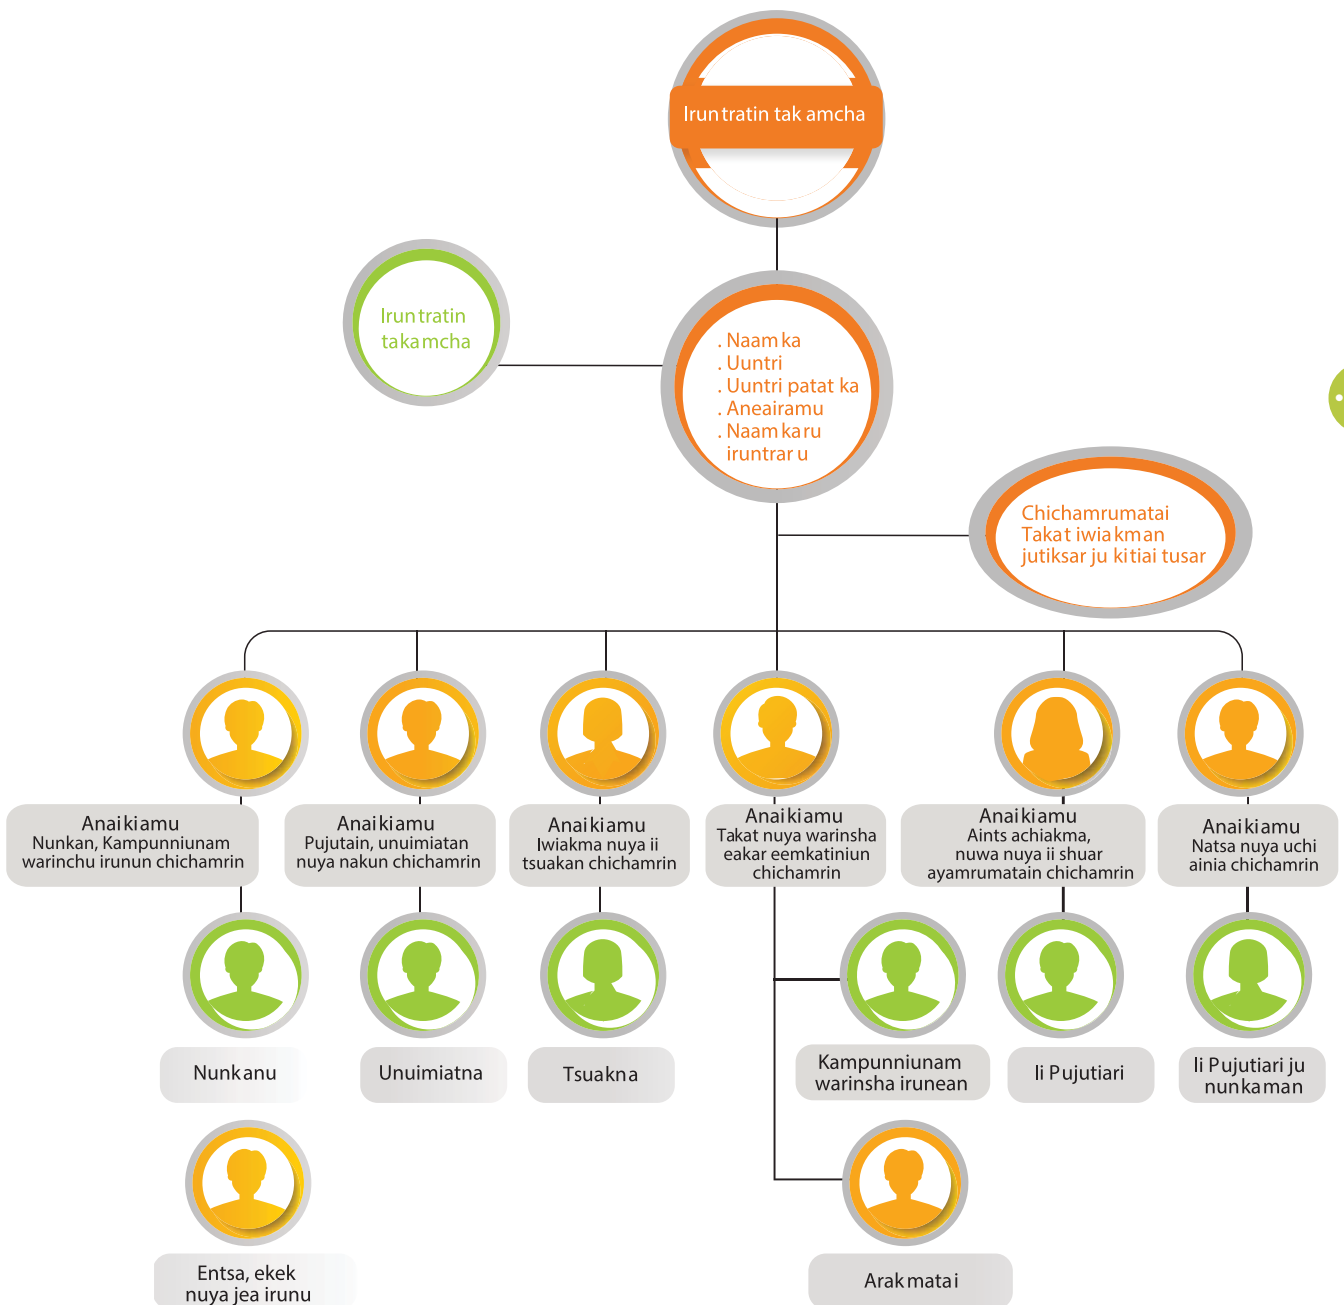 Iruntratin tak amcha
Iruntratin
takamcha
. Naamka
. Uuntri
. Uuntri patat ka
. Aneairamu
. Naamkaru
iruntrar u
Chichamrumatai
Takat iwiakman
jutiksar ju kitiai tusar
Anaikiamu
Nunkan, Kampunniunam
warinchu irunun chichamrin
Anaikiamu
Pujutain, unuimiatan
nuya nakun chichamrin
Anaikiamu
Iwiakma nuya ii
tsuakan chichamrin
Anaikiamu
Takat nuya warinsha
eakar eemkatiniun
chichamrin
Anaikiamu
Aints achiakma,
nuwa nuya ii shuar
ayamrumatain chichamrin
Anaikiamu
Natsa nuya uchi
ainia chichamrin
Nunkanu
Unuimiatna
Tsuakna
Kampunniunam
warinsha irunean
Ii Pujutiari
Ii Pujutiari ju
nunkaman
Entsa, ekek
nuya jea irunu
Arakmatai